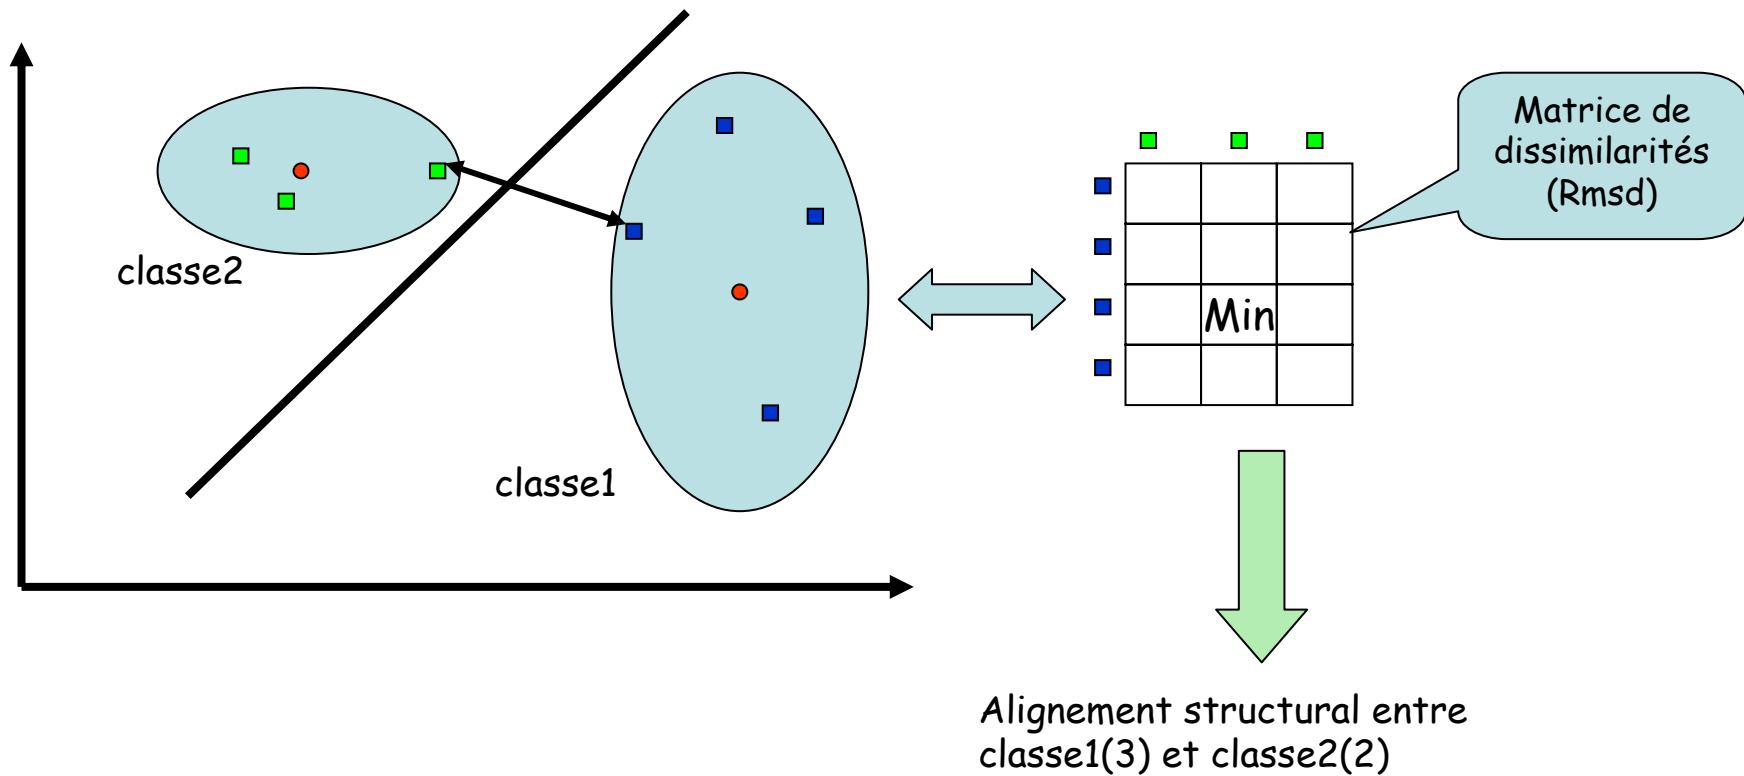 Matrice de
dissimilarités
(Rmsd)
classe2
Min
classe1
Alignement structural entre
classe1(3) et classe2(2)